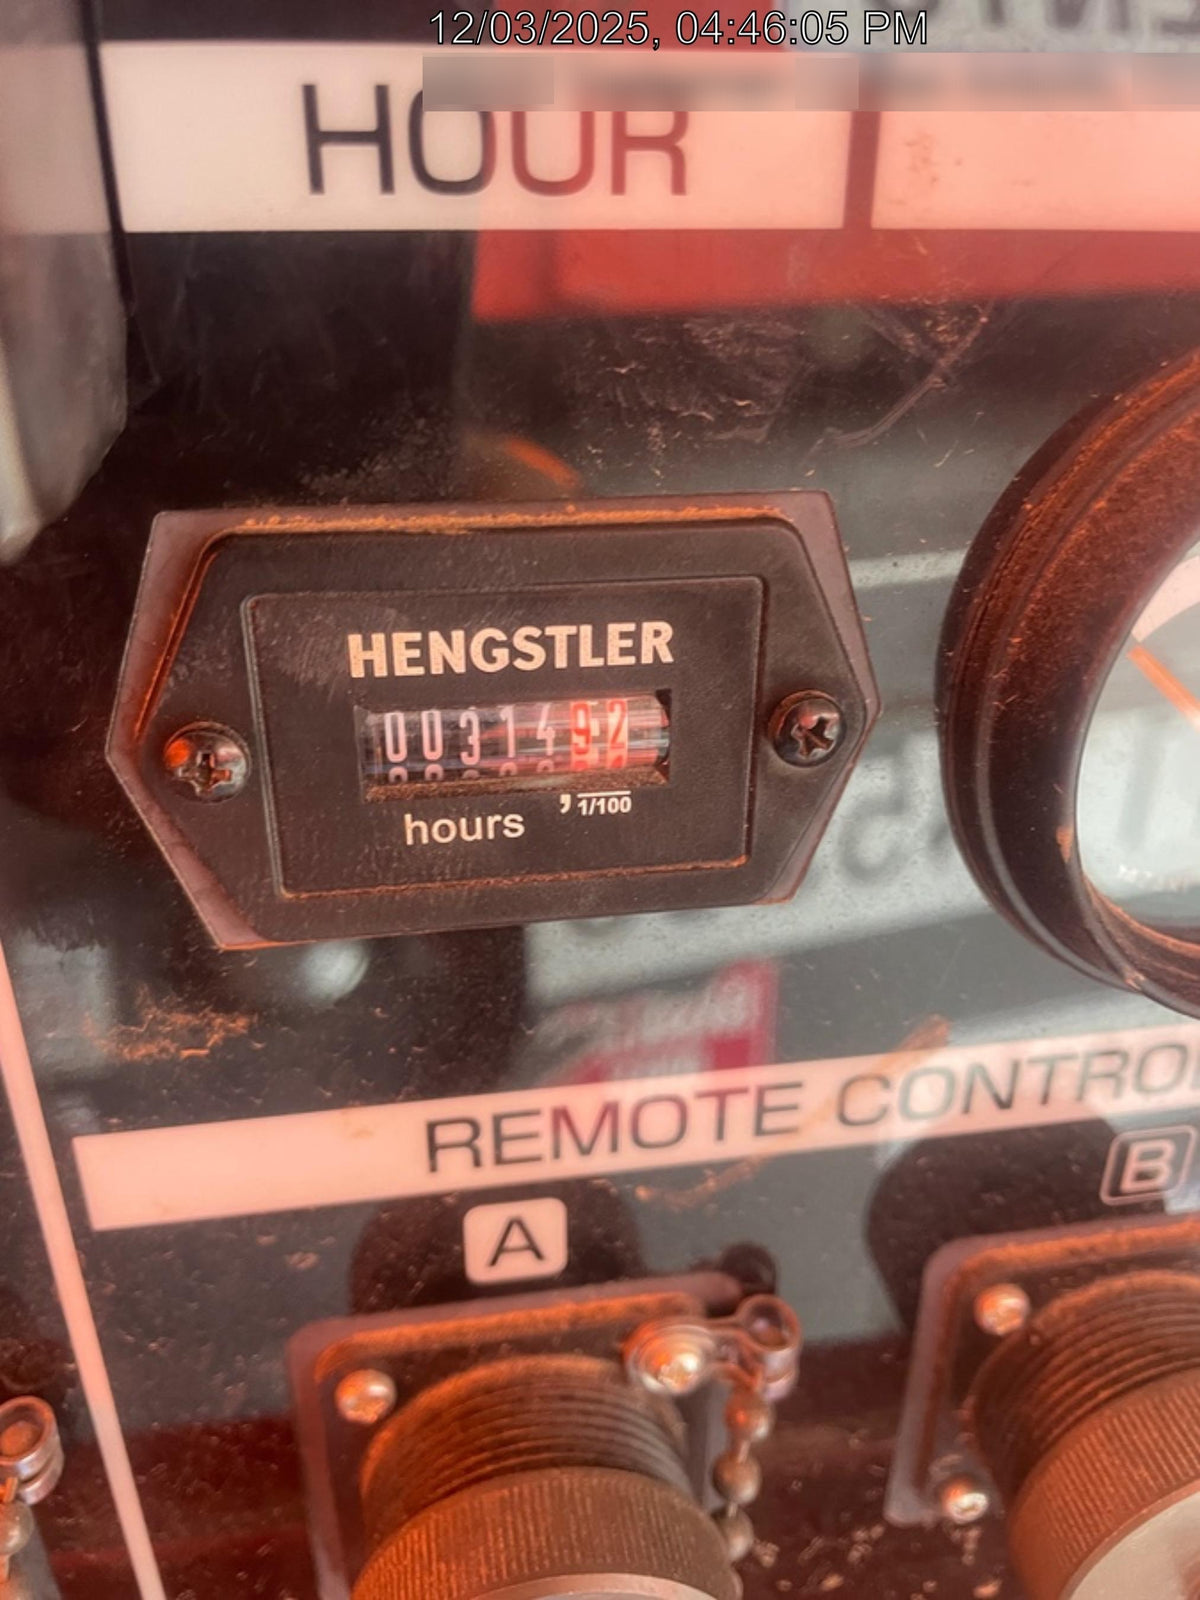 12/03/2025, 04:46:05 PM
HOUR
HENGSTLER
0031492
hours , 1/100
REMOTE CONTRO
A
B